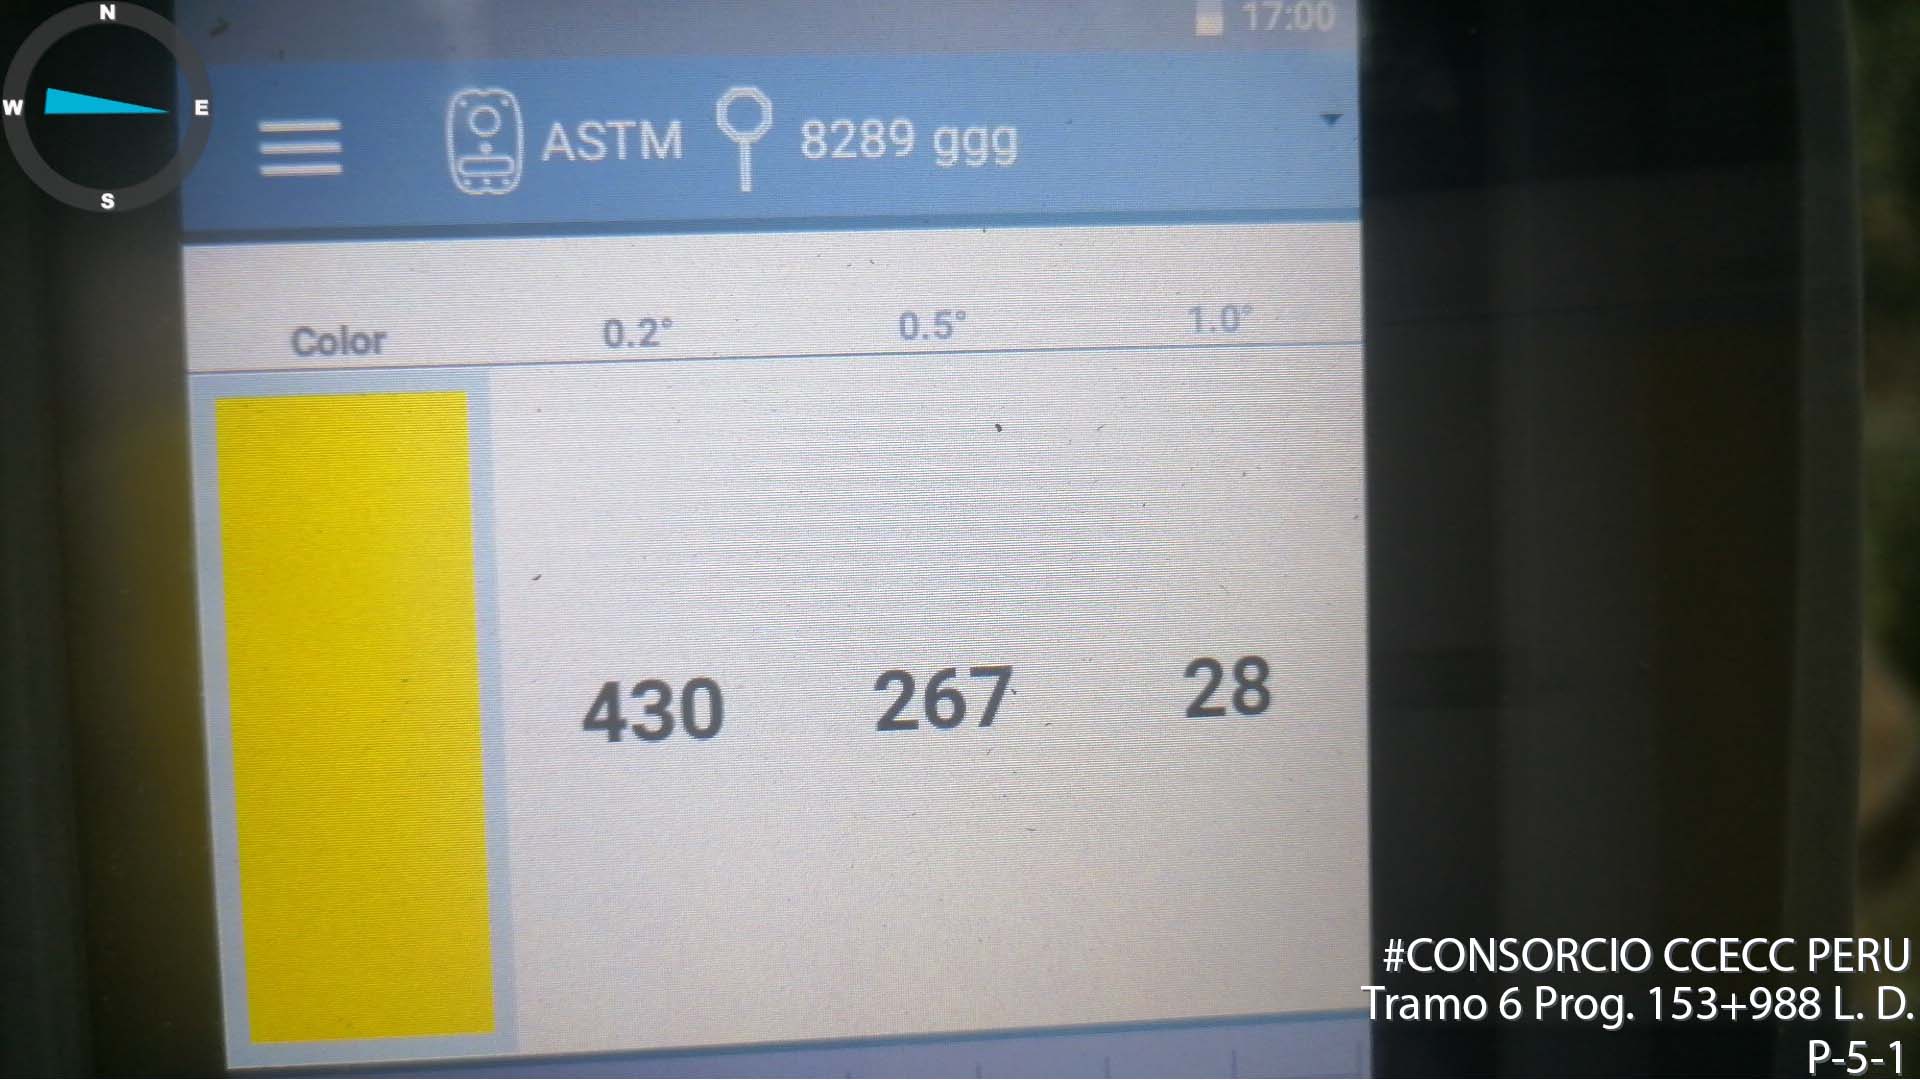 N
W E
S
17:00
ASTM 8289 ggg
Color 0.2° 0.5° 1.0°
430 267 28
#CONSORCIO CCECC PERU
Tramo 6 Prog. 153+988 L. D.
P-5-1